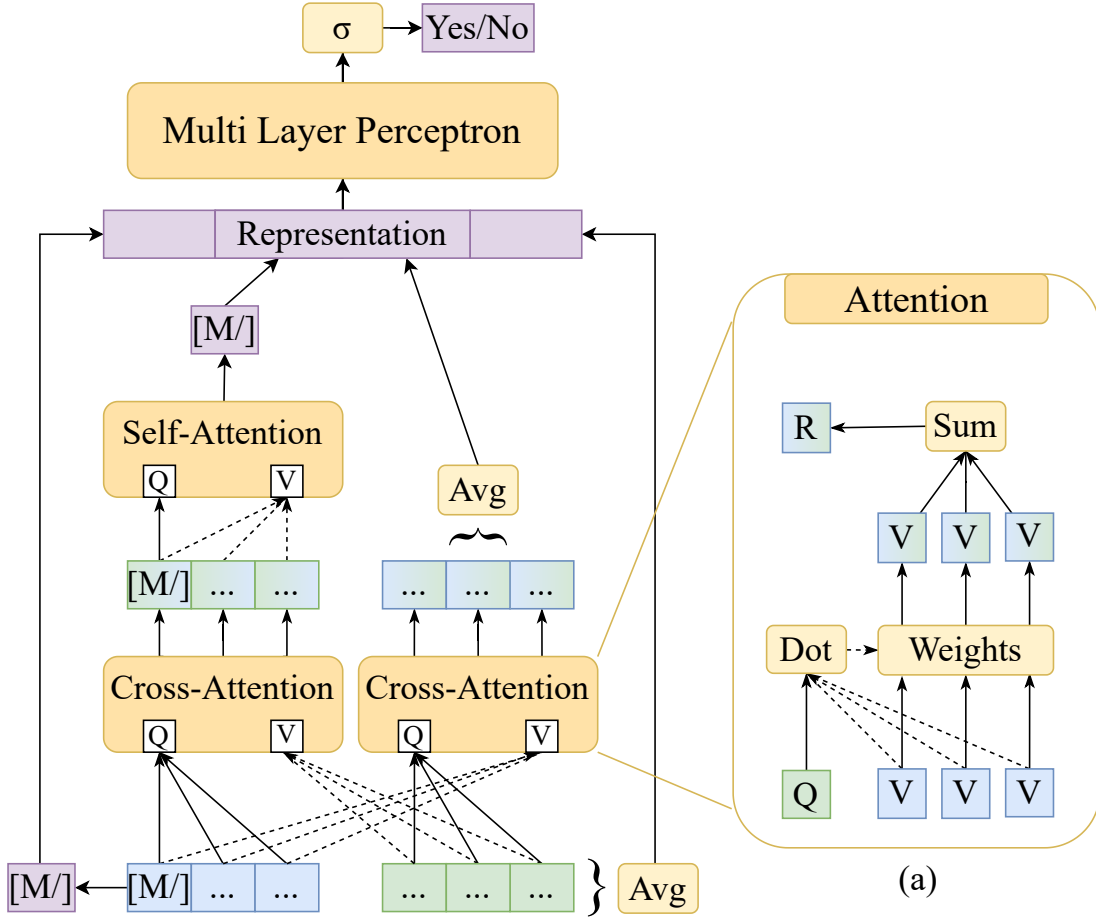 σ
Yes/No
Multi Layer Perceptron
Representation
[M/]
Self-Attention
Q
V
Avg
[M/]
...
...
...
...
...
Cross-Attention
Q
V
Cross-Attention
Q
V
[M/]
[M/]
...
...
...
...
...
Avg
Attention
R
Sum
V
V
V
Dot
Weights
Q
V
V
V
(a)